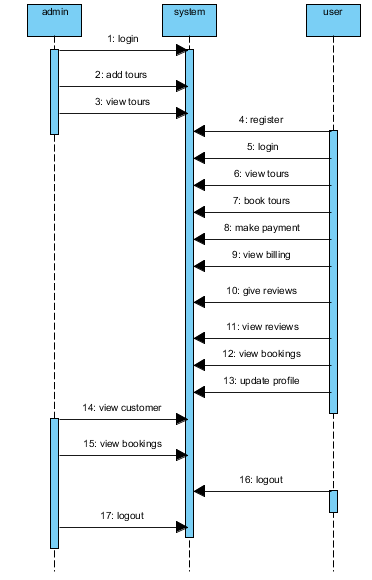 admin
system
user
1: login
2: add tours
3: view tours
4: register
5: login
6: view tours
7: book tours
8: make payment
9: view billing
10: give reviews
11: view reviews
12: view bookings
13: update profile
14: view customer
15: view bookings
16: logout
17: logout